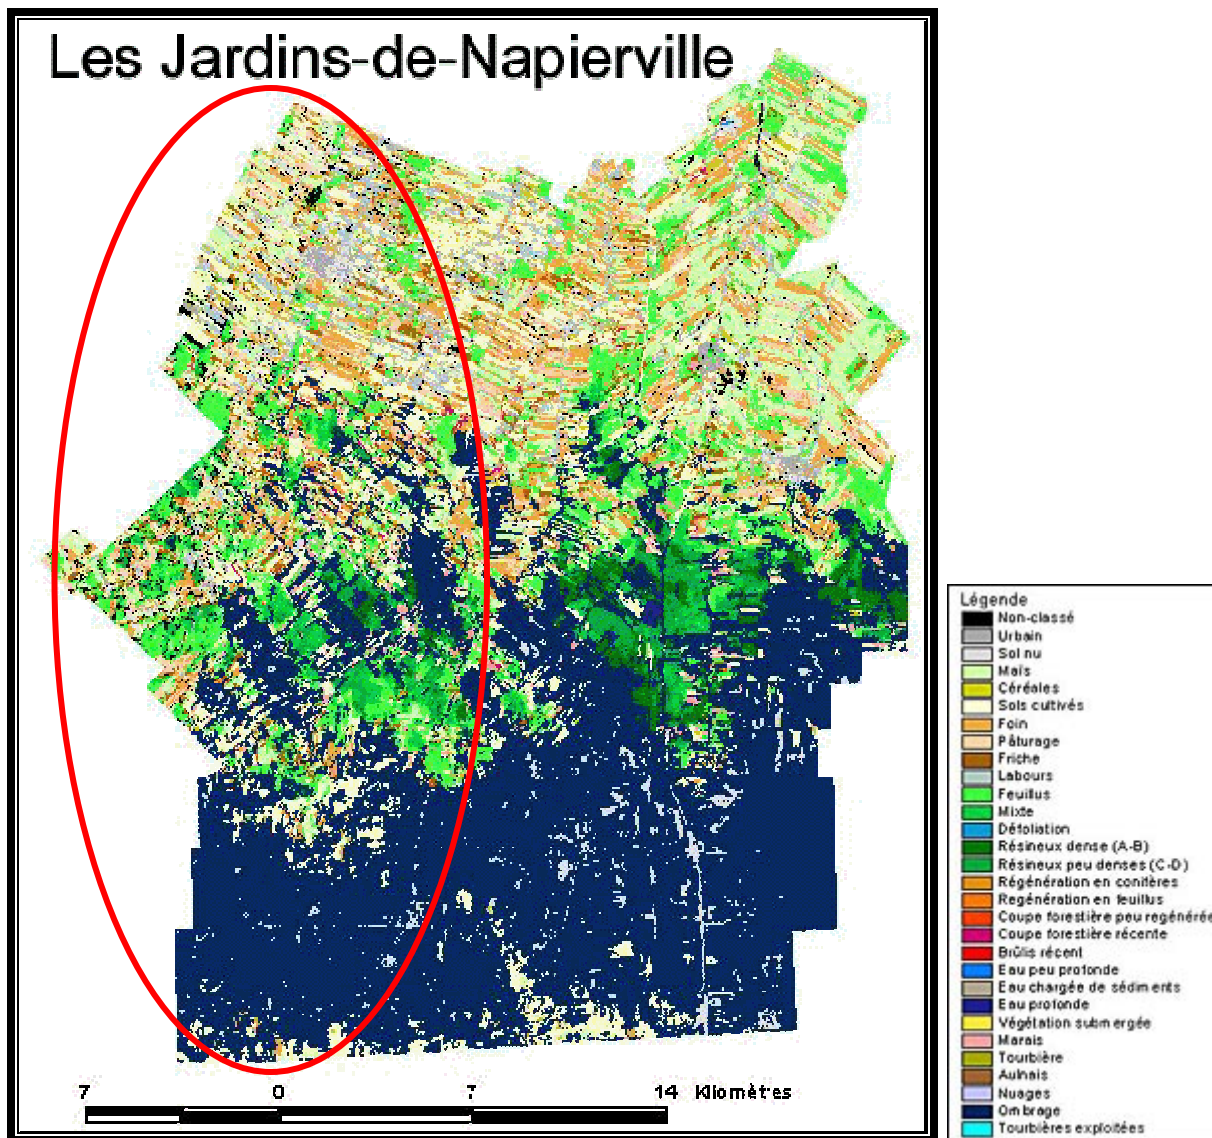 Les Jardins-de-Napierville
7 0 7 14 Kilomètres
Légende
Non-classé
Urbain
Sol nu
Maïs
Céréales
Sols cultivés
Foin
Pâturage
Friche
Labours
Feuillus
Mixte
Défoliation
Résineux dense (A-B)
Résineux peu denses (C-D)
Régénération en conifères
Regénération en feuillus
Coupe forestière peu regénérée
Coupe forestière récente
Brûlis récent
Eau peu profonde
Eau chargée de sédiments
Eau profonde
Végétation submergée
Marais
Tourbière
Aulnais
Nuages
Ombrage
Tourbières exploitées